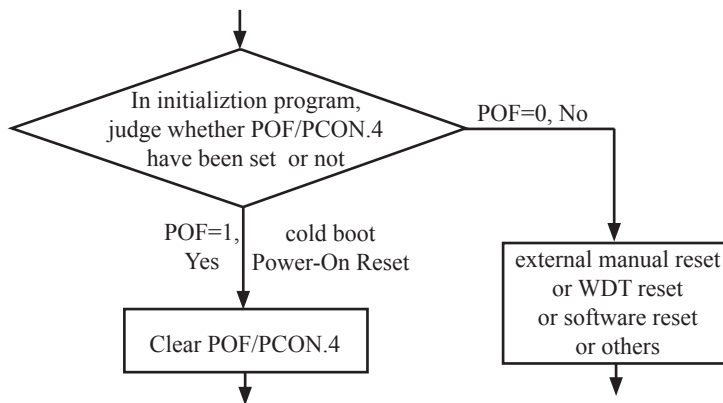 In initializtion program,
judge whether POF/PCON.4
have been set or not
POF=0, No
POF=1,
Yes
cold boot
Power-On Reset
external manual reset
or WDT reset
or software reset
or others
Clear POF/PCON.4